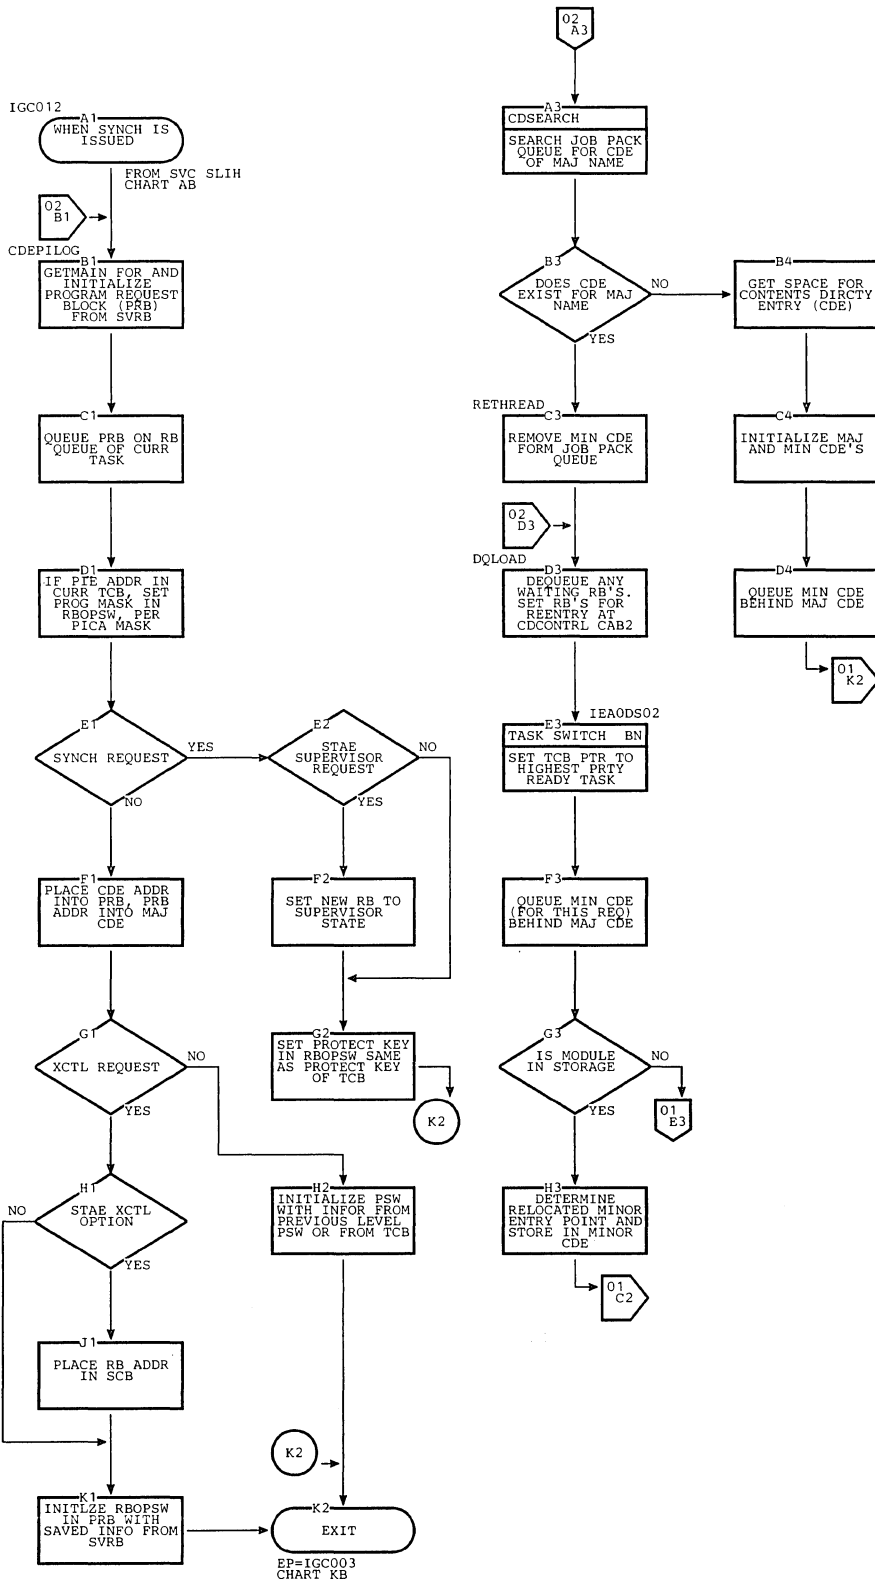 IGC012
A1
WHEN SYNCH IS
ISSUED
FROM SVC SLIH
CHART AB
02
B1
CDEPILOG
B1
GETMAIN FOR AND
INITIALIZE
PROGRAM REQUEST
BLOCK (PRB)
FROM SVRB
C1
QUEUE PRB ON RB
QUEUE OF CURR
TASK
D1
IF PIE ADDR IN
CURR TCB, SET
PROG MASK IN
RBOPSW, PER
PICA MASK
E1
SYNCH REQUEST
YES
NO
E2
STAE
SUPERVISOR
REQUEST
NO
YES
F1
PLACE CDE ADDR
INTO PRB, PRB
ADDR INTO MAJ
CDE
F2
SET NEW RB TO
SUPERVISOR
STATE
G1
XCTL REQUEST
NO
YES
G2
SET PROTECT KEY
IN RBOPSW SAME
AS PROTECT KEY
OF TCB
K2
H1
STAE XCTL
OPTION
NO
YES
H2
INITIALIZE PSW
WITH INFOR FROM
PREVIOUS LEVEL
PSW OR FROM TCB
J1
PLACE RB ADDR
IN SCB
K2
K1
INITLZE RBOPSW
IN PRB WITH
SAVED INFO FROM
SVRB
K2
EXIT
EP=IGC003
CHART KB
02
A3
A3
CDSEARCH
SEARCH JOB PACK
QUEUE FOR CDE
OF MAJ NAME
B3
DOES CDE
EXIST FOR MAJ
NAME
NO
YES
B4
GET SPACE FOR
CONTENTS DIRCTY
ENTRY (CDE)
RETHREAD
C3
REMOVE MIN CDE
FORM JOB PACK
QUEUE
C4
INITIALIZE MAJ
AND MIN CDE'S
02
D3
DQLOAD
D3
DEQUEUE ANY
WAITING RB'S.
SET RB'S FOR
REENTRY AT
CDCONTRL CAB2
D4
QUEUE MIN CDE
BEHIND MAJ CDE
01
K2
IEA0DS02
E3
TASK SWITCH BN
SET TCB PTR TO
HIGHEST PRTY
READY TASK
F3
QUEUE MIN CDE
(FOR THIS REQ)
BEHIND MAJ CDE
G3
IS MODULE
IN STORAGE
NO
YES
01
E3
H3
DETERMINE
RELOCATED MINOR
ENTRY POINT AND
STORE IN MINOR
CDE
01
C2